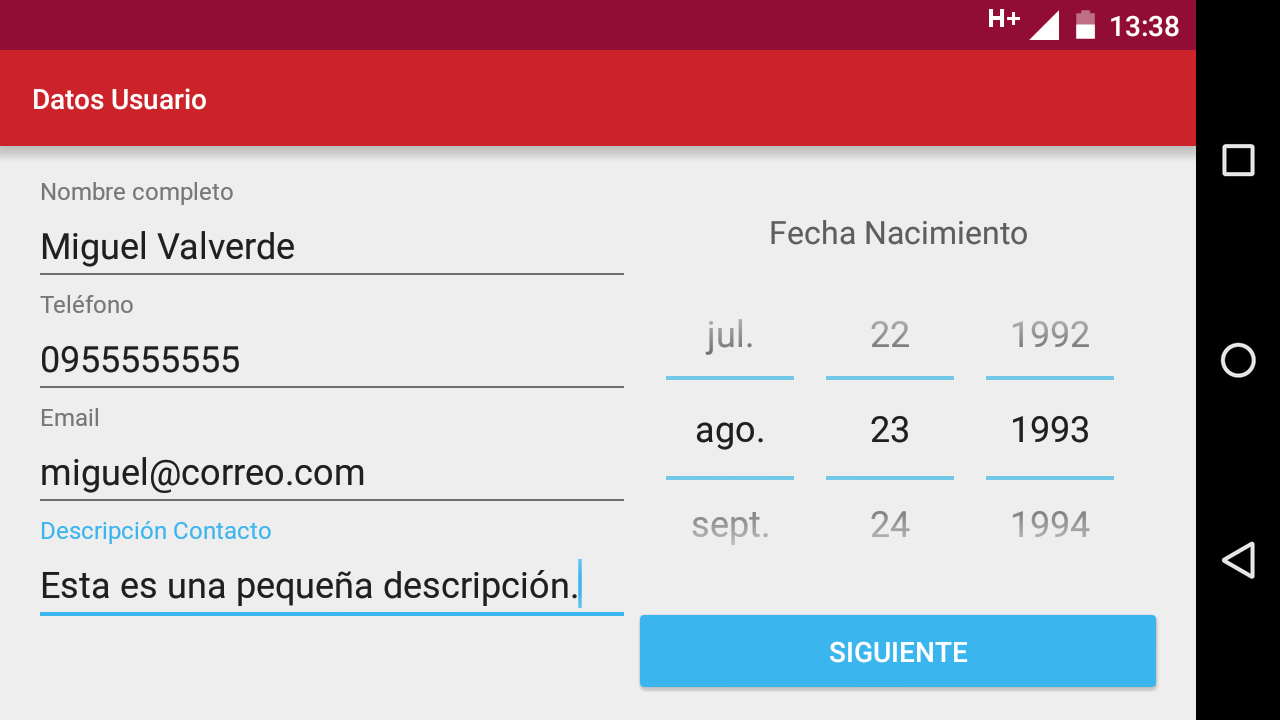 H+ 13:38
Datos Usuario
Nombre completo
Miguel Valverde
Teléfono
0955555555
Email
miguel@correo.com
Descripción Contacto
Esta es una pequeña descripción.
Fecha Nacimiento
jul. 22 1992
ago. 23 1993
sept. 24 1994
SIGUIENTE